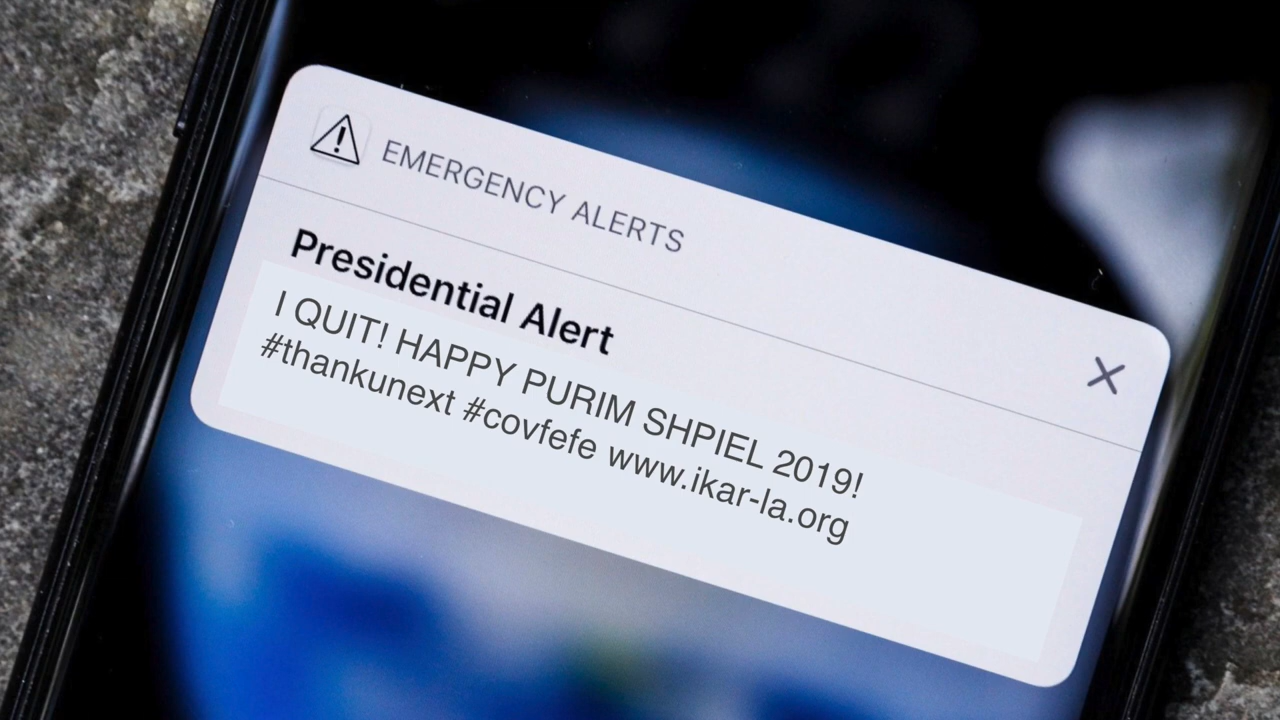 EMERGENCY ALERTS
Presidential Alert
I QUIT! HAPPY PURIM SHPIEL 2019!
#thankunext #covfefe www.ikar-la.org